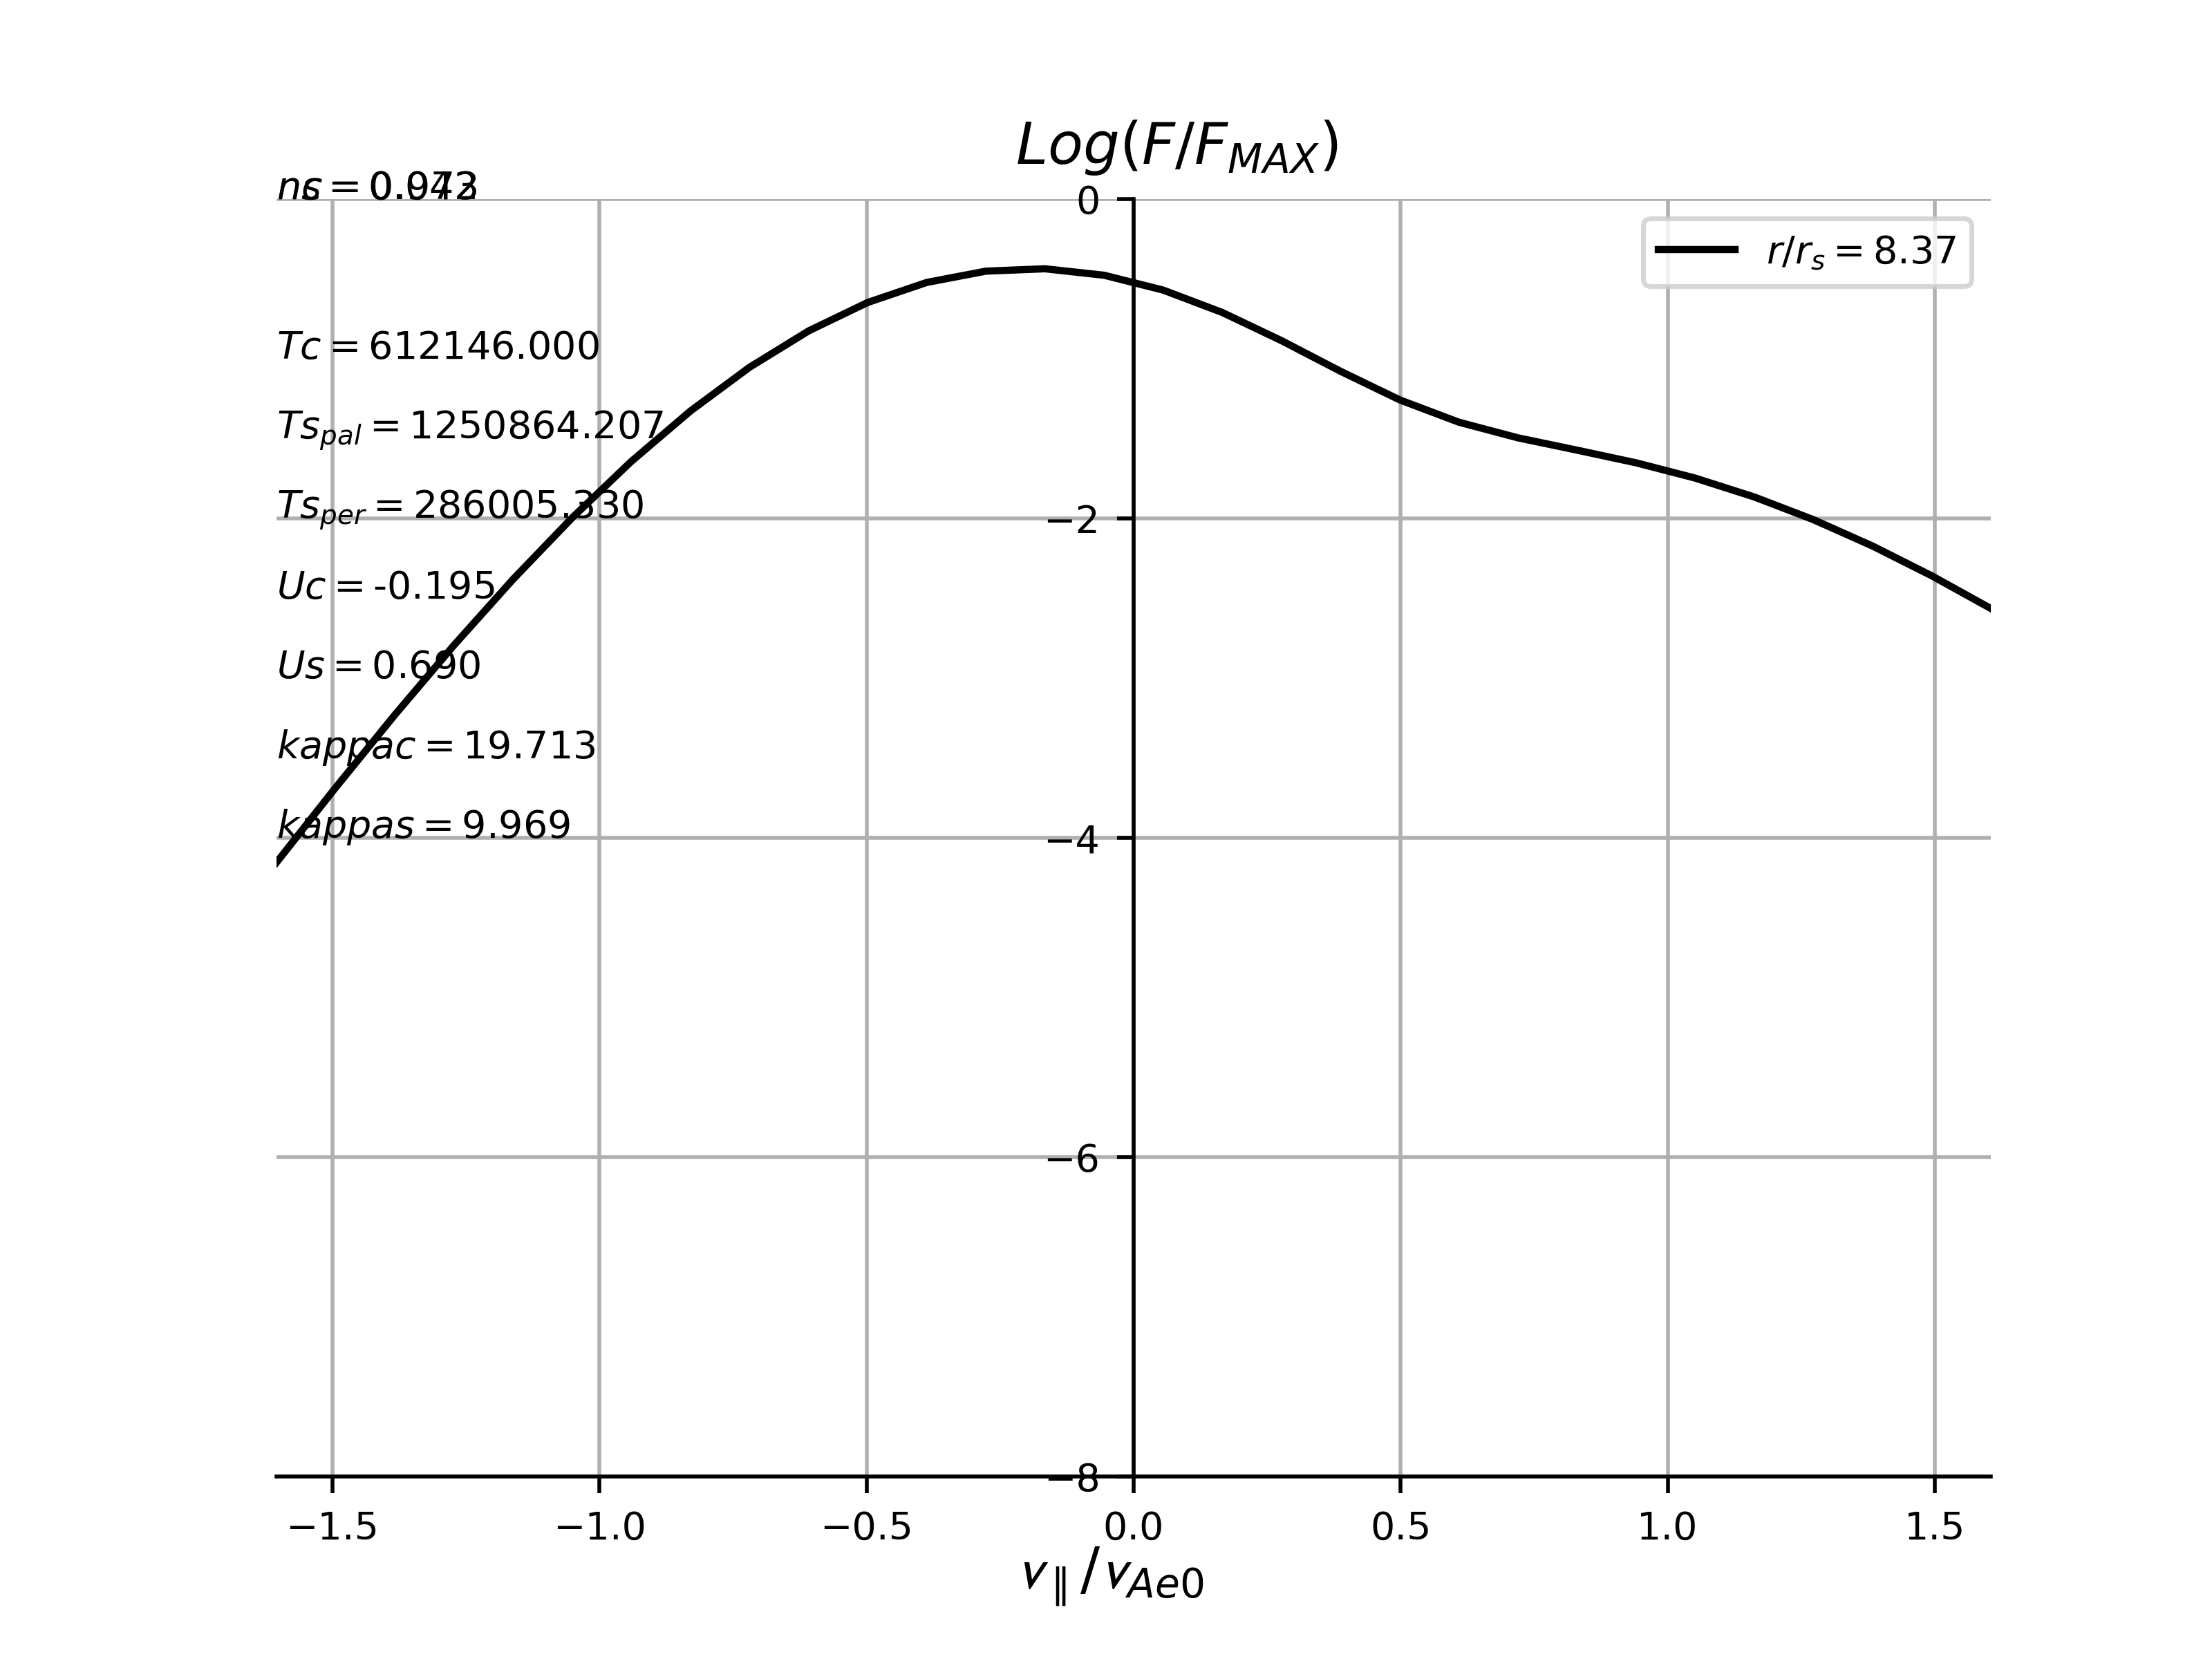 Log(F/F_MAX)
0
r/r_s = 8.37
Tc = 612146.000
Ts_pal = 1250864.207
Ts_per = 286005.330
−2
Uc = -0.195
Us = 0.690
kappac = 19.713
kappas = 9.969
−4
−6
−8
−1.5 −1.0 −0.5 0.0 0.5 1.0 1.5
v_∥/v_Ae0